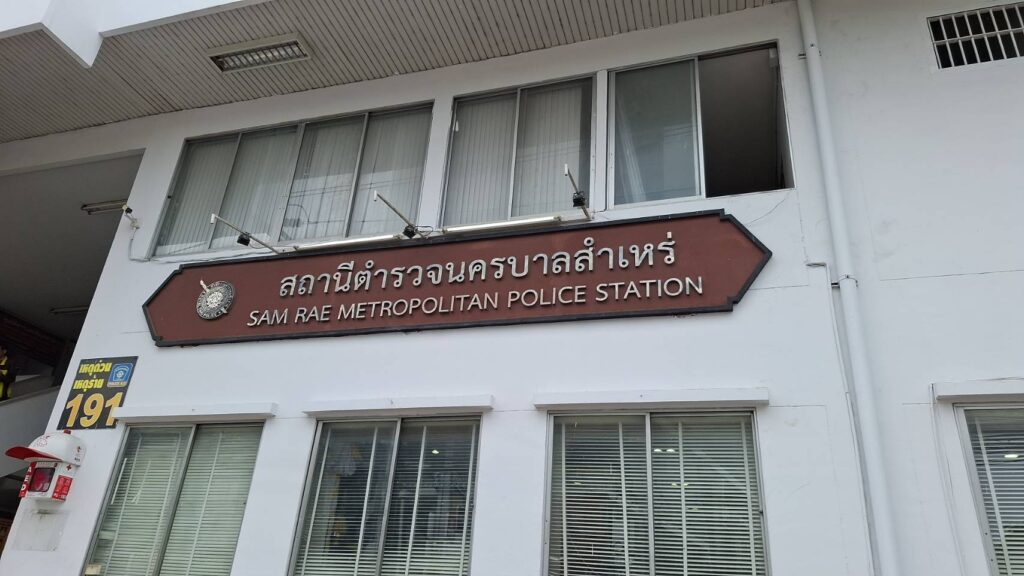 สถานีตำรวจนครบาลสำเหร่
SAM RAE METROPOLITAN POLICE STATION
เหตุด่วน
เหตุร้าย
191